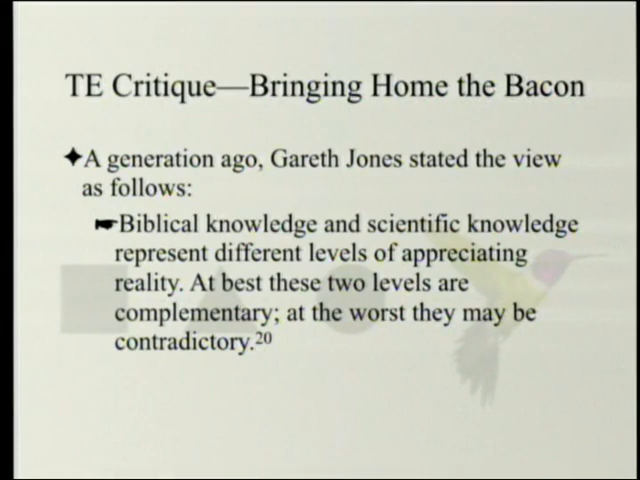 TE Critique—Bringing Home the Bacon
A generation ago, Gareth Jones stated the view
as follows:
Biblical knowledge and scientific knowledge
represent different levels of appreciating
reality. At best these two levels are
complementary; at the worst they may be
contradictory.20